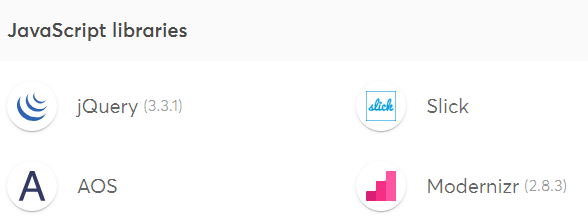 JavaScript libraries
jQuery (3.3.1)
slick Slick
A AOS
Modernizr (2.8.3)